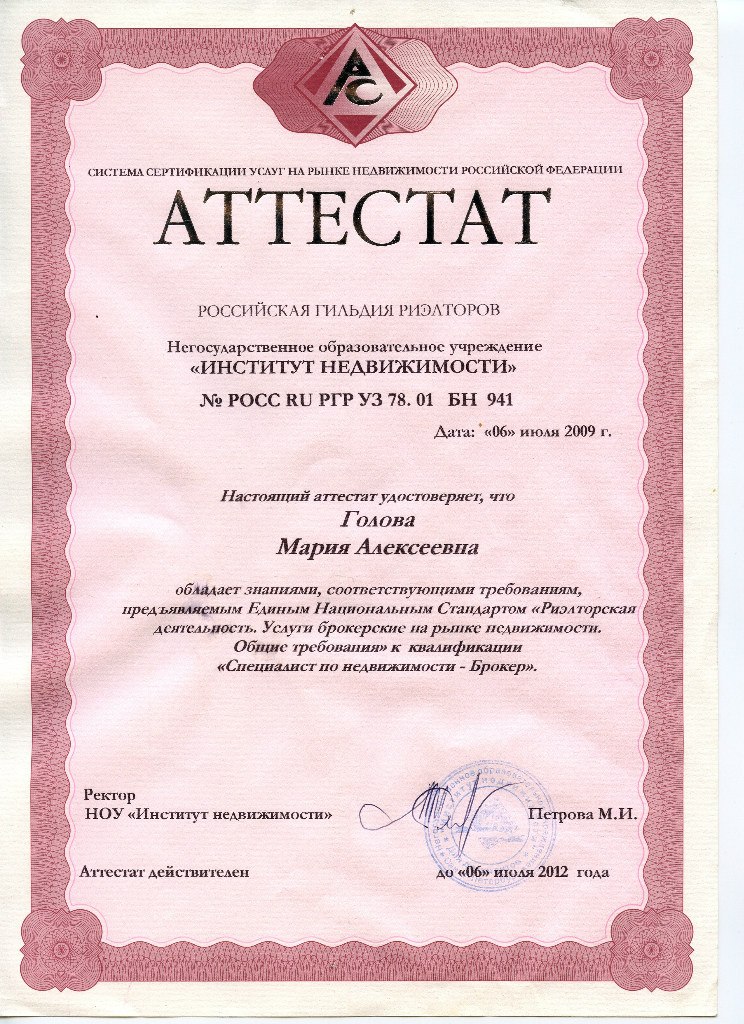 АС
СИСТЕМА СЕРТИФИКАЦИИ УСЛУГ НА РЫНКЕ НЕДВИЖИМОСТИ РОССИЙСКОЙ ФЕДЕРАЦИИ
АТТЕСТАТ
РОССИЙСКАЯ ГИЛЬДИЯ РИЭЛТОРОВ
Негосударственное образовательное учреждение
«ИНСТИТУТ НЕДВИЖИМОСТИ»
№ РОСС RU РГР УЗ 78. 01 БН 941
Дата: «06» июля 2009 г.
Настоящий аттестат удостоверяет, что
Голова
Мария Алексеевна
обладает знаниями, соответствующими требованиям,
предъявляемым Единым Национальным Стандартом «Риэлторская
деятельность. Услуги брокерские на рынке недвижимости.
Общие требования» к квалификации
«Специалист по недвижимости - Брокер».
Ректор
НОУ «Институт недвижимости»
Петрова М.И.
Аттестат действителен
до «06» июля 2012 года